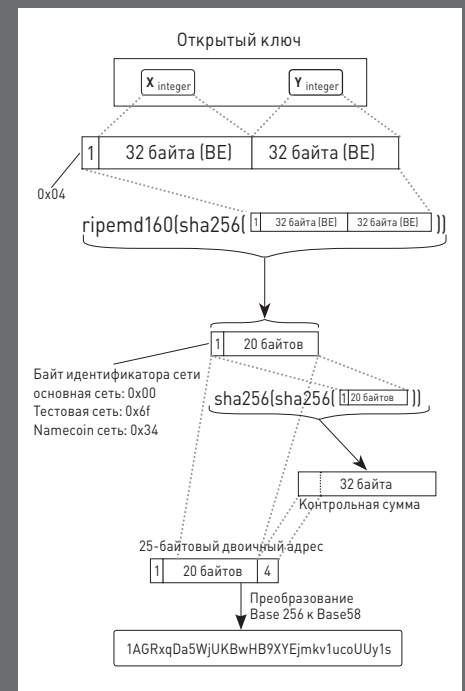 Открытый ключ
X integer
Y integer
1 32 байта (BE) 32 байта (BE)
0x04
ripemd160(sha256( 1 32 байта (BE) 32 байта (BE) ))
1 20 байтов
Байт идентификатора сети
основная сеть: 0x00
Тестовая сеть: 0x6f
Namecoin сеть: 0x34
sha256(sha256( 1 20 байтов ))
32 байта
Контрольная сумма
25-байтовый двоичный адрес
1 20 байтов 4
Преобразование
Base 256 к Base58
1AGRxqDa5WjUKBwHB9XYEjmkv1ucoUUy1s